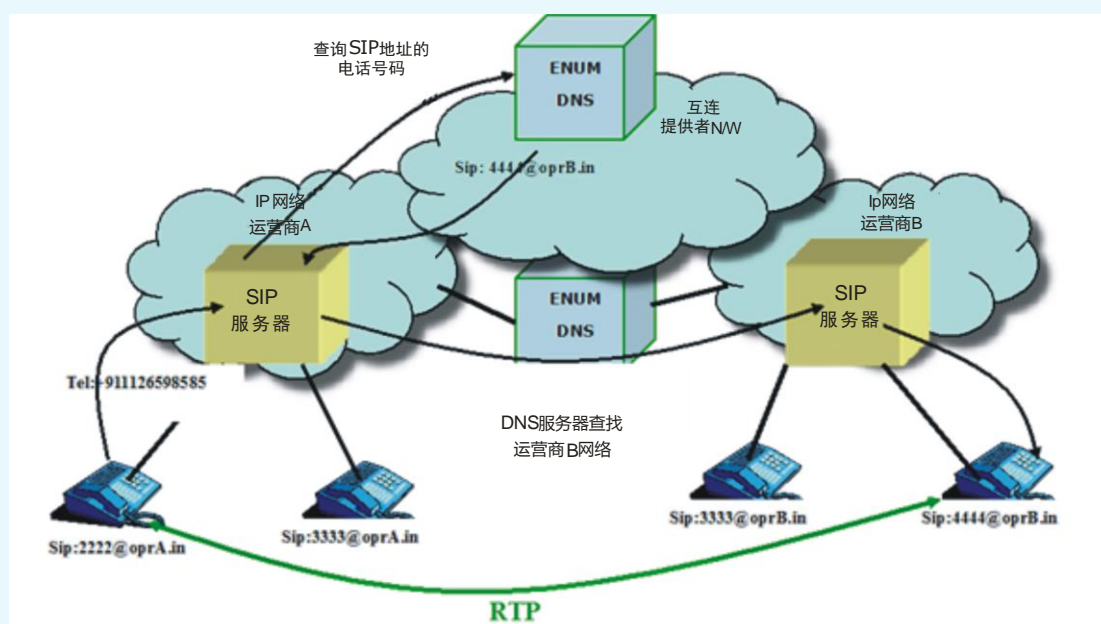 查询SIP地址的
电话号码
ENUM
DNS
互连
提供者N/W
Sip: 4444@oprB.in
IP网络
运营商A
Ip网络
运营商B
SIP
服务器
ENUM
DNS
SIP
服务器
Tel:+911126598585
DNS服务器查找
运营商B网络
Sip:2222@oprA.in
Sip:3333@oprA.in
Sip:3333@oprB.in
Sip:4444@oprB.in
RTP